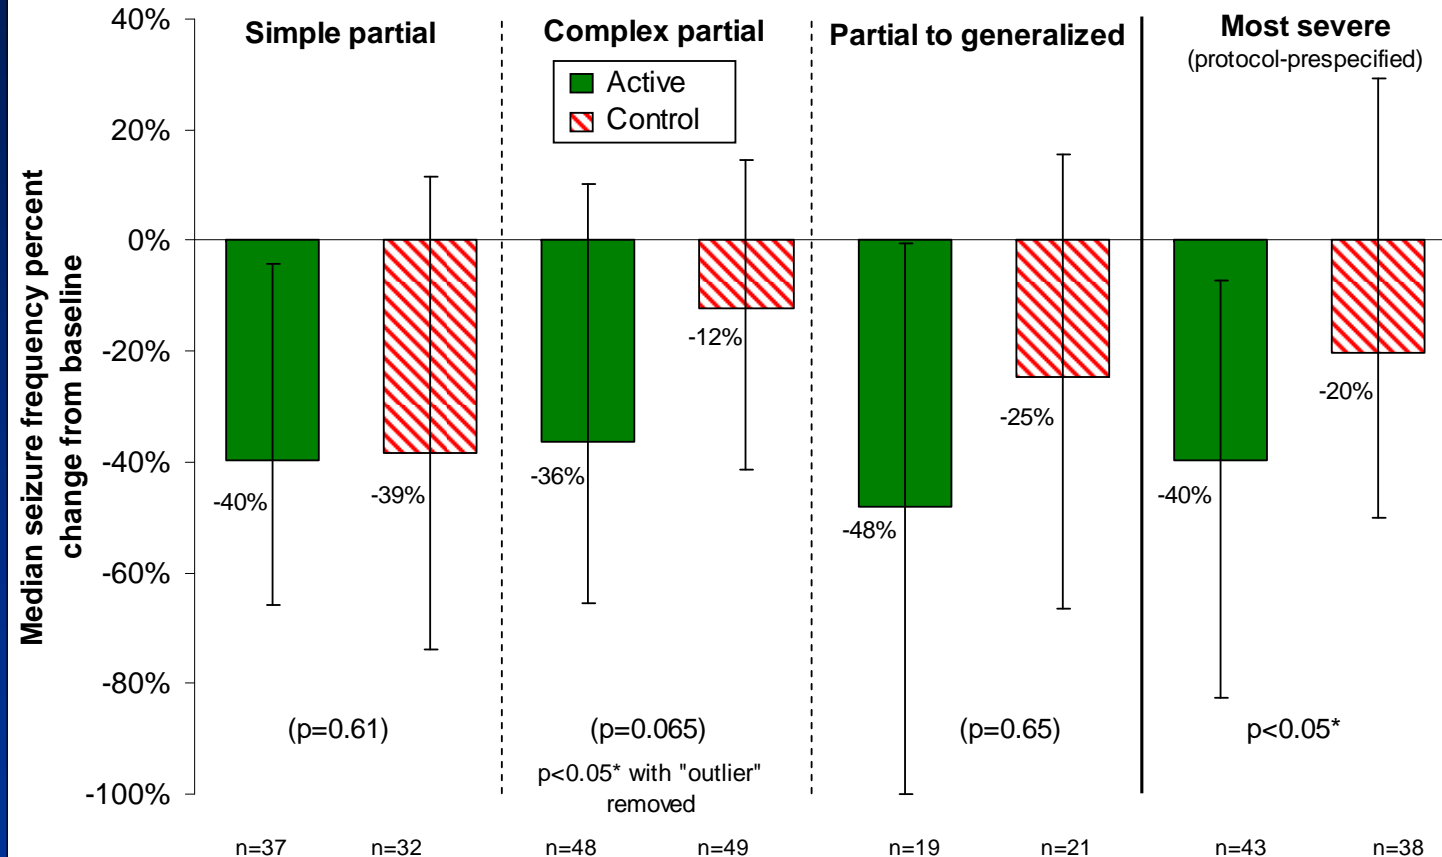 40%
20%
0%
-20%
-40%
-60%
-80%
-100%
Median seizure frequency percent
change from baseline
Simple partial
Complex partial
Partial to generalized
Most severe
(protocol-prespecified)
Active
Control
-40%
-39%
-36%
-12%
-48%
-25%
-40%
-20%
(p=0.61)
(p=0.065)
(p=0.65)
p<0.05*
p<0.05* with "outlier"
removed
n=37
n=32
n=48
n=49
n=19
n=21
n=43
n=38